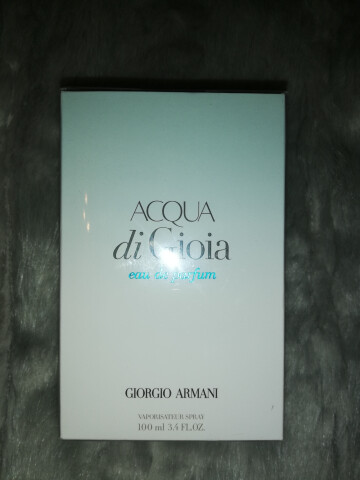 ACQUA
di Gioia
eau de parfum
GIORGIO ARMANI
VAPORISATEUR SPRAY
100 ml 3.4 FL.OZ.